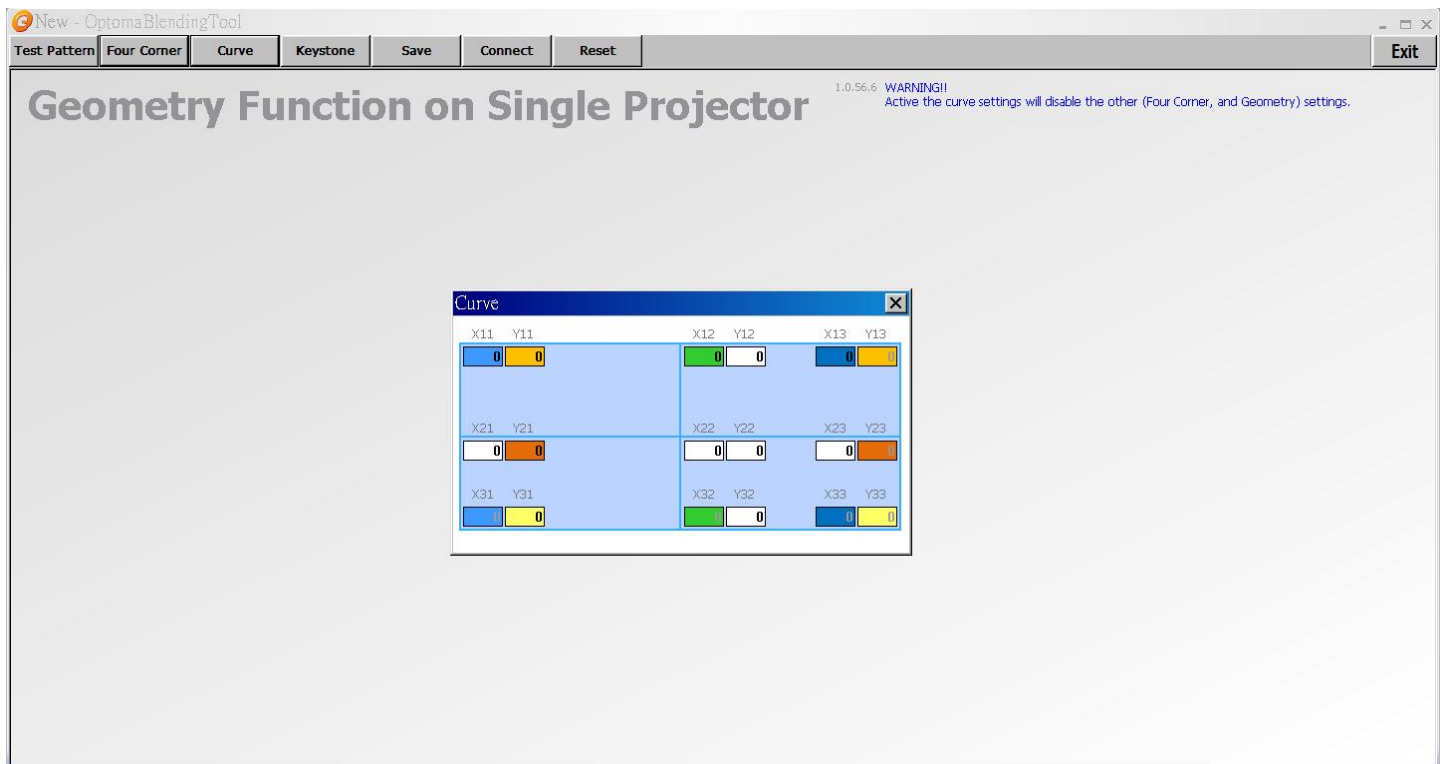 New - OptomaBlendingTool
Test Pattern Four Corner Curve Keystone Save Connect Reset Exit
Geometry Function on Single Projector
1.0.56.6 WARNING!!
Active the curve settings will disable the other (Four Corner, and Geometry) settings.
Curve
X11 Y11 X12 Y12 X13 Y13
0 0 0 0 0 0
X21 Y21 X22 Y22 X23 Y23
0 0 0 0 0 0
X31 Y31 X32 Y32 X33 Y33
0 0 0 0 0 0